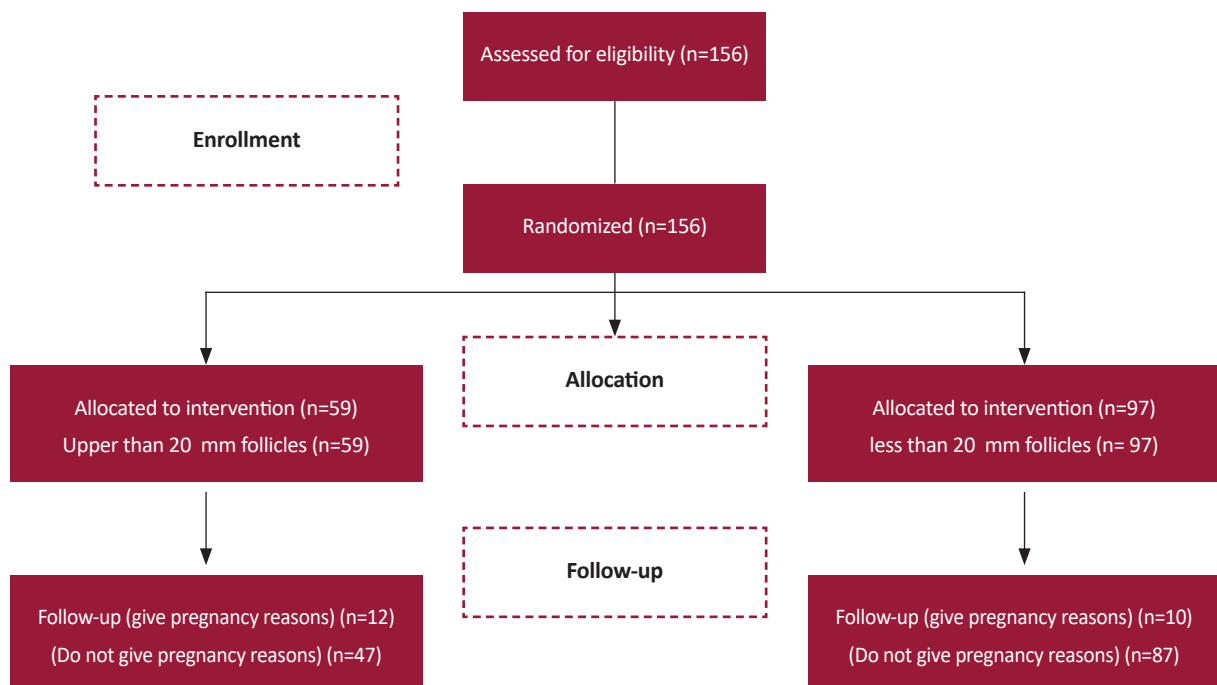 Assessed for eligibility (n=156)
Enrollment
Randomized (n=156)
Allocation
Allocated to intervention (n=59)
Upper than 20 mm follicles (n=59)
Allocated to intervention (n=97)
less than 20 mm follicles (n= 97)
Follow-up
Follow-up (give pregnancy reasons) (n=12)
(Do not give pregnancy reasons) (n=47)
Follow-up (give pregnancy reasons) (n=10)
(Do not give pregnancy reasons) (n=87)